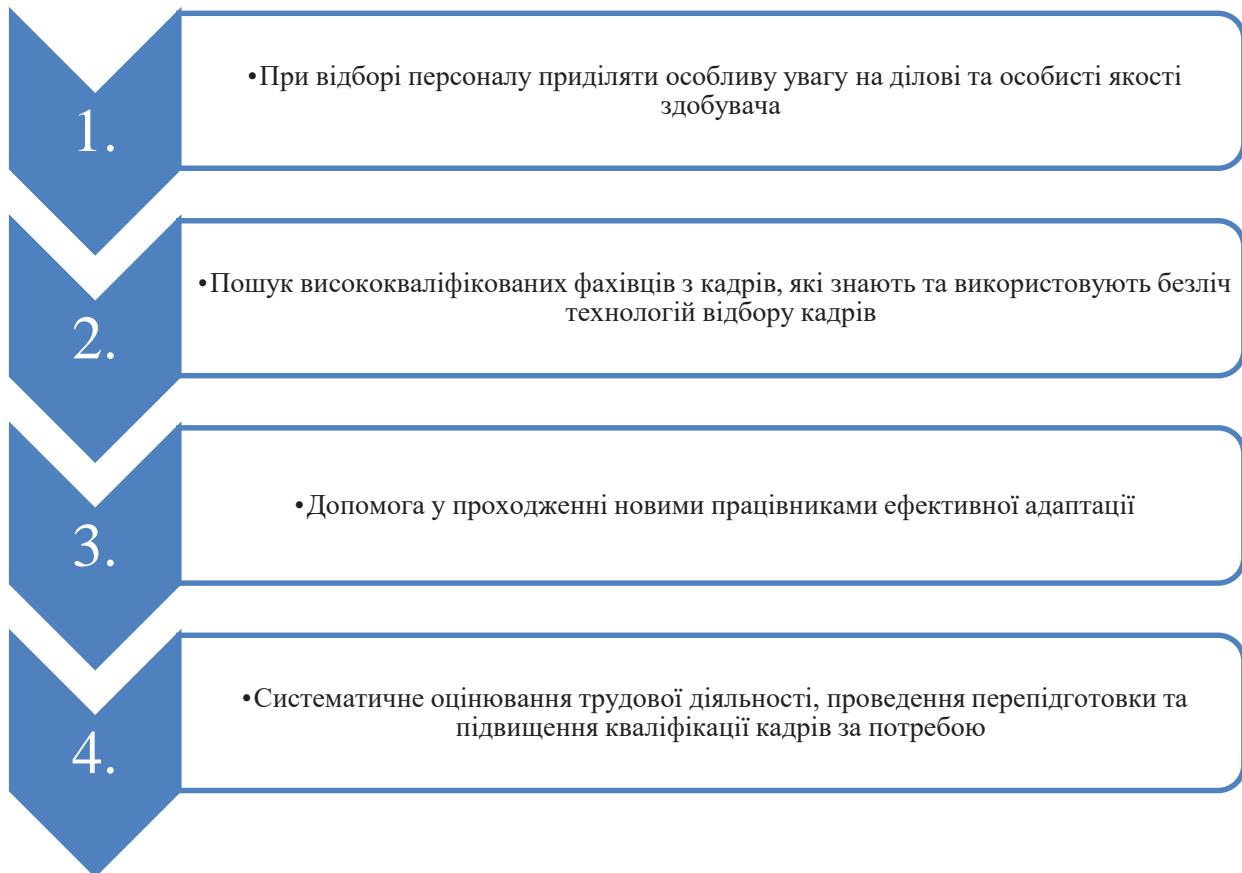 1.
•При відборі персоналу приділяти особливу увагу на ділові та особисті якості
здобувача
2.
•Пошук висококваліфікованих фахівців з кадрів, які знають та використовують безліч
технологій відбору кадрів
3.
•Допомога у проходженні новими працівниками ефективної адаптації
4.
•Систематичне оцінювання трудової діяльності, проведення перепідготовки та
підвищення кваліфікації кадрів за потребою